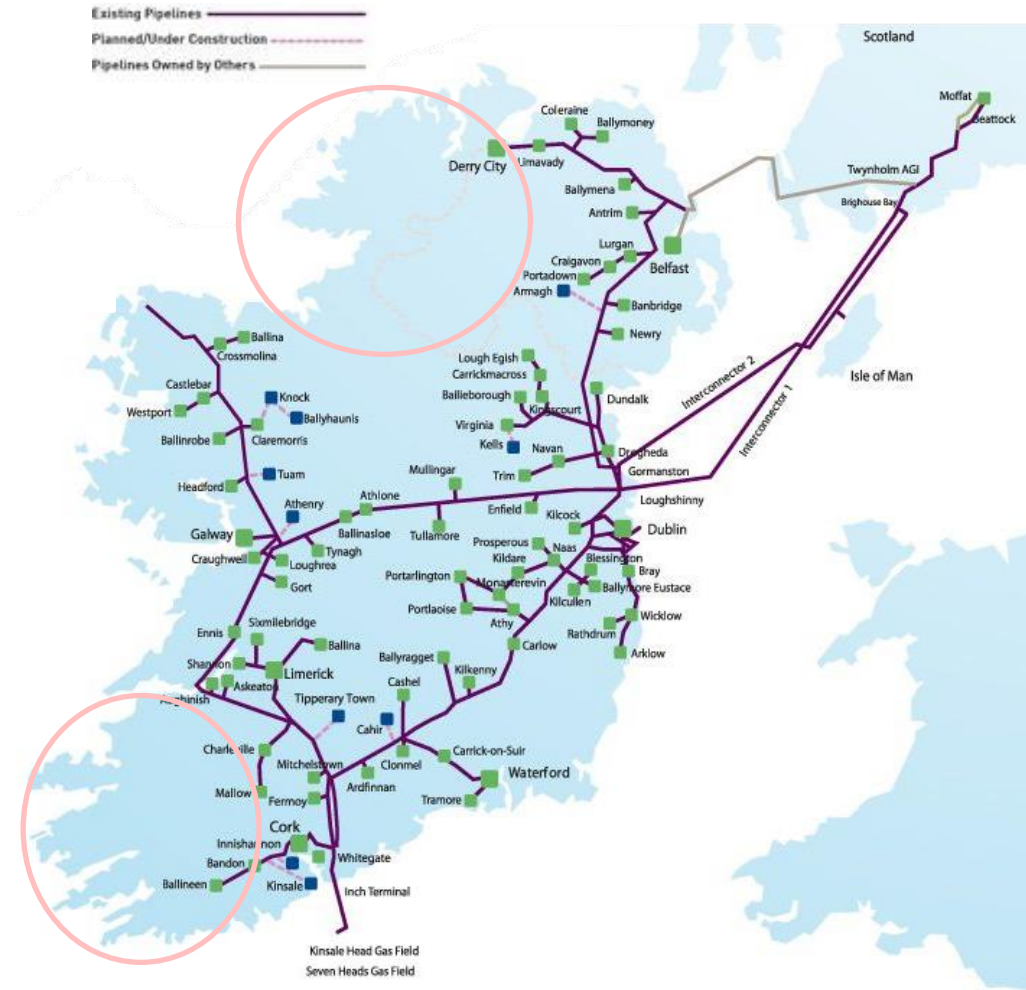 Existing Pipelines
Planned/Under Construction
Pipelines Owned by Others
Scotland
Moffat
Beattock
Coleraine
Ballymoney
Derry City
Limavady
Twynholm AGI
Ballymena
Brighouse Bay
Antrim
Lurgan
Belfast
Craigavon
Portadown
Armagh
Banbridge
Newry
Ballina
Crossmolina
Lough Egish
Carrickmacross
Interconnector 2
Isle of Man
Castlebar
Knock
Bailieborough
Dundalk
Westport
Ballyhaunis
Kingscourt
Interconnector 1
Virginia
Ballinrobe
Claremorris
Kells
Navan
Drogheda
Mullingar
Gormanston
Tuam
Trim
Headford
Athlone
Loughshinny
Athenry
Enfield
Kilcock
Galway
Ballinasloe
Tullamore
Dublin
Prosperous
Naas
Craughwell
Tynagh
Kildare
Blessington
Loughrea
Bray
Portarlington
Monasterevin
Gort
Ballymore Eustace
Kilcullen
Portlaoise
Wicklow
Athy
Sixmilebridge
Rathdrum
Ennis
Ballina
Carlow
Arklow
Ballyragget
Shannon
Limerick
Kilkenny
Askeaton
Cashel
Aughinish
Tipperary Town
Cahir
Charleville
Carrick-on-Suir
Mitchelstown
Clonmel
Waterford
Ardfinnan
Mallow
Fermoy
Tramore
Cork
Innishannon
Whitegate
Bandon
Ballineen
Kinsale
Inch Terminal
Kinsale Head Gas Field
Seven Heads Gas Field